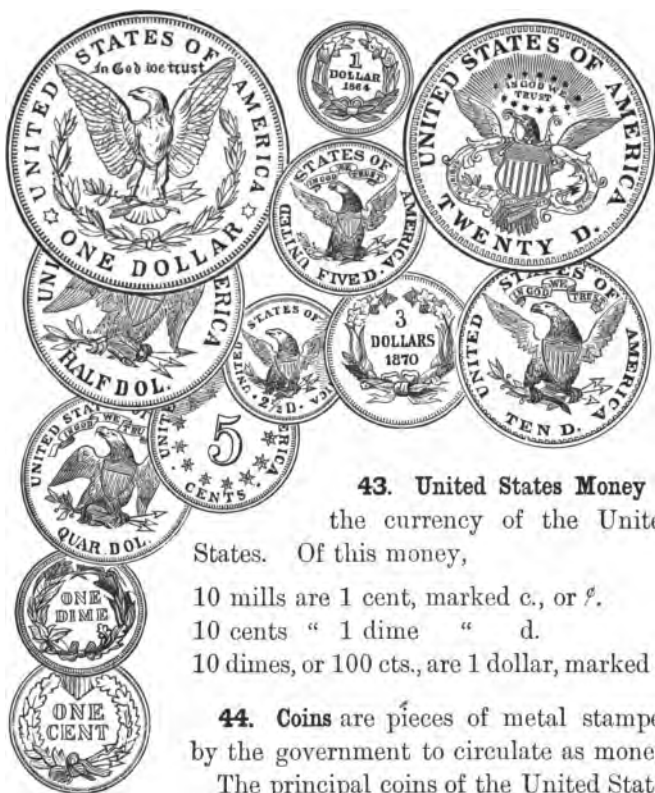 UNITED STATES OF AMERICA
In God we trust
ONE DOLLAR
1
DOLLAR
1864
UNITED STATES OF AMERICA
IN GOD WE
TRUST
TWENTY D.
UNITED STATES OF AMERICA
IN GOD WE TRUST
FIVE D.
UNI ERICA
HALF DOL.
UNITED STATES OF
2½ D.
3
DOLLARS
1870
UNITED STATES OF AMERICA
IN GOD WE TRUST
TEN D.
UNITED STAT
IN GOD WE TRU
QUAR DOL.
UNI ERICA
5
CENTS
ONE
DIME
ONE
CENT
43. United States Money
the currency of the Unite
States. Of this money,
10 mills are 1 cent, marked c., or ¢.
10 cents “ 1 dime “ d.
10 dimes, or 100 cts., are 1 dollar, marked
44. Coins are pieces of metal stampe
by the government to circulate as mone
The principal coins of the United Stat